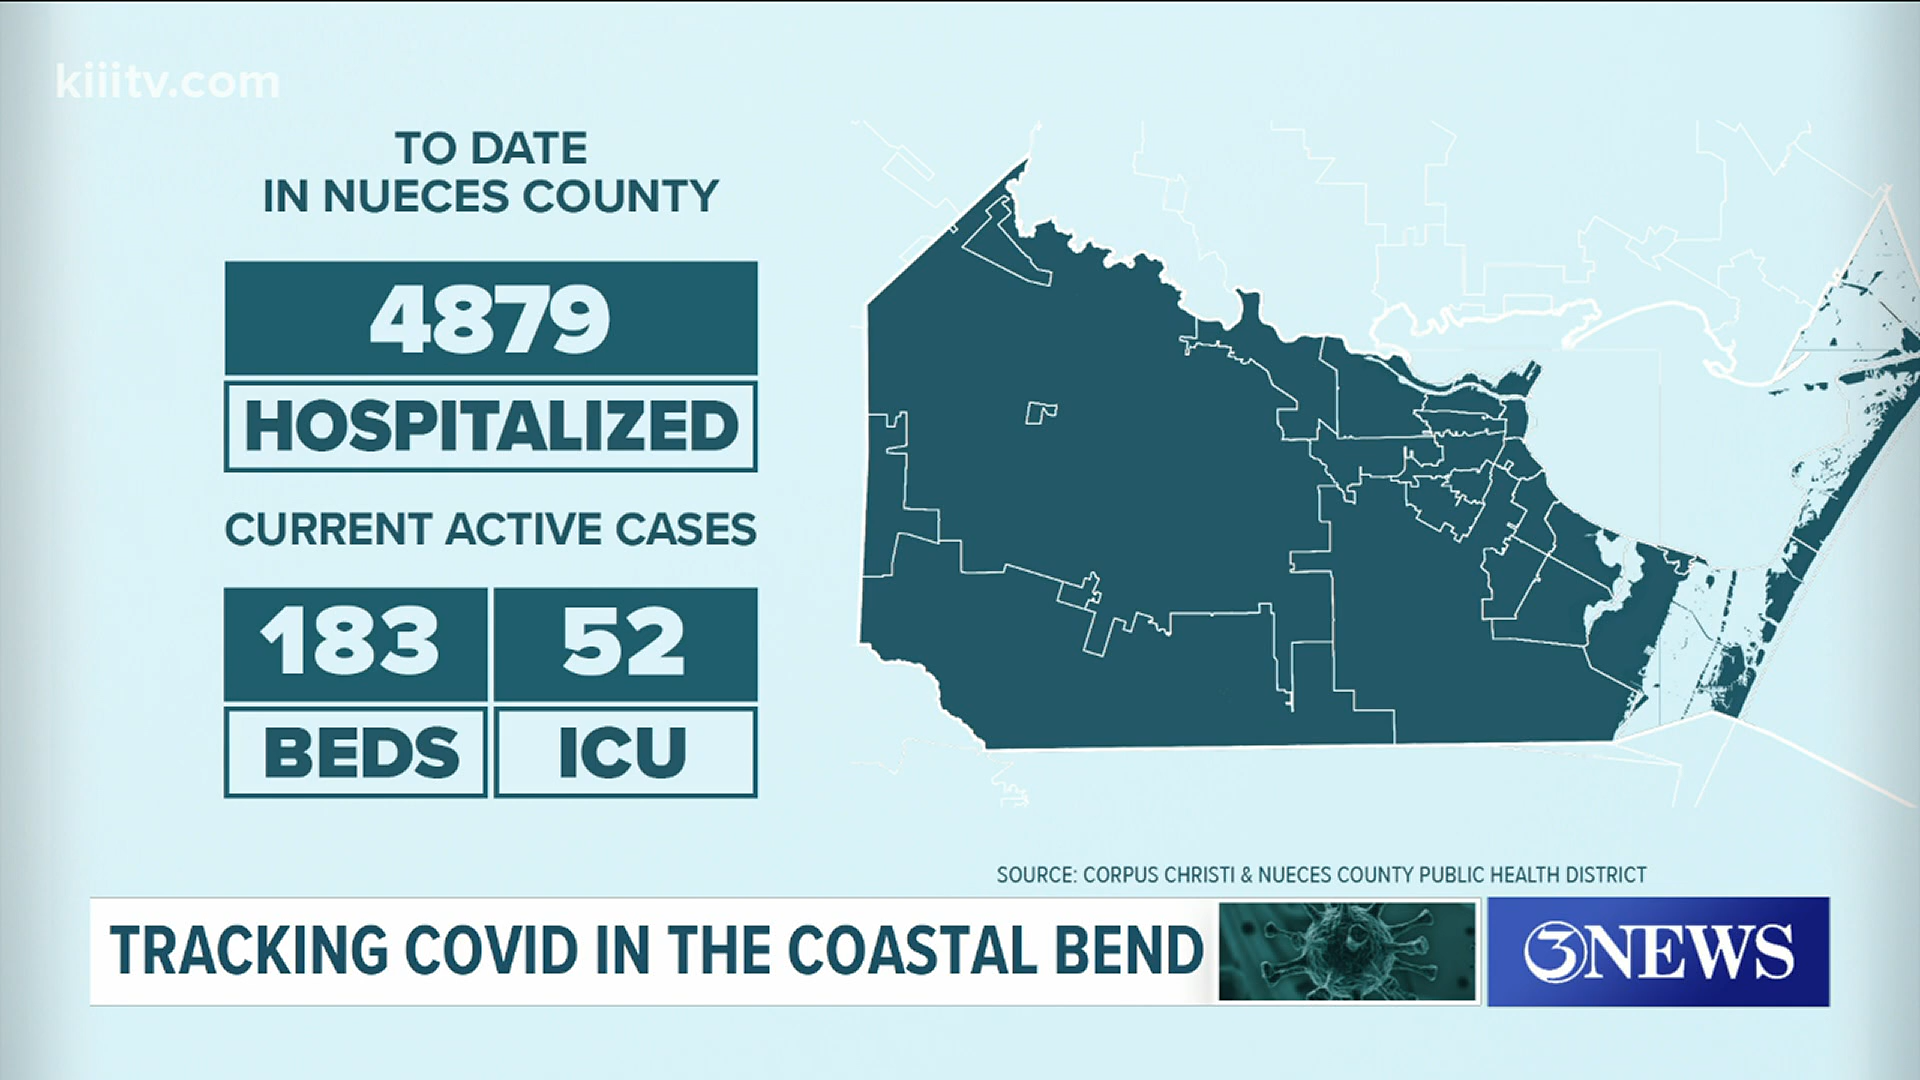 kiiitv.com
TO DATE
IN NUECES COUNTY
4879
HOSPITALIZED
CURRENT ACTIVE CASES
183 52
BEDS ICU
SOURCE: CORPUS CHRISTI & NUECES COUNTY PUBLIC HEALTH DISTRICT
TRACKING COVID IN THE COASTAL BEND
3NEWS